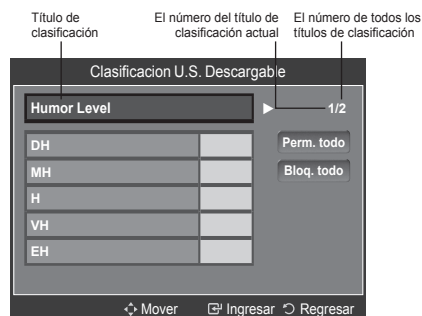 Título de
clasificación
El número del título de
clasificación actual
El número de todos los
títulos de clasificación
Clasificacion U.S. Descargable
Humor Level
1/2
DH
MH
H
VH
EH
Perm. todo
Bloq. todo
Mover
Ingresar
Regresar